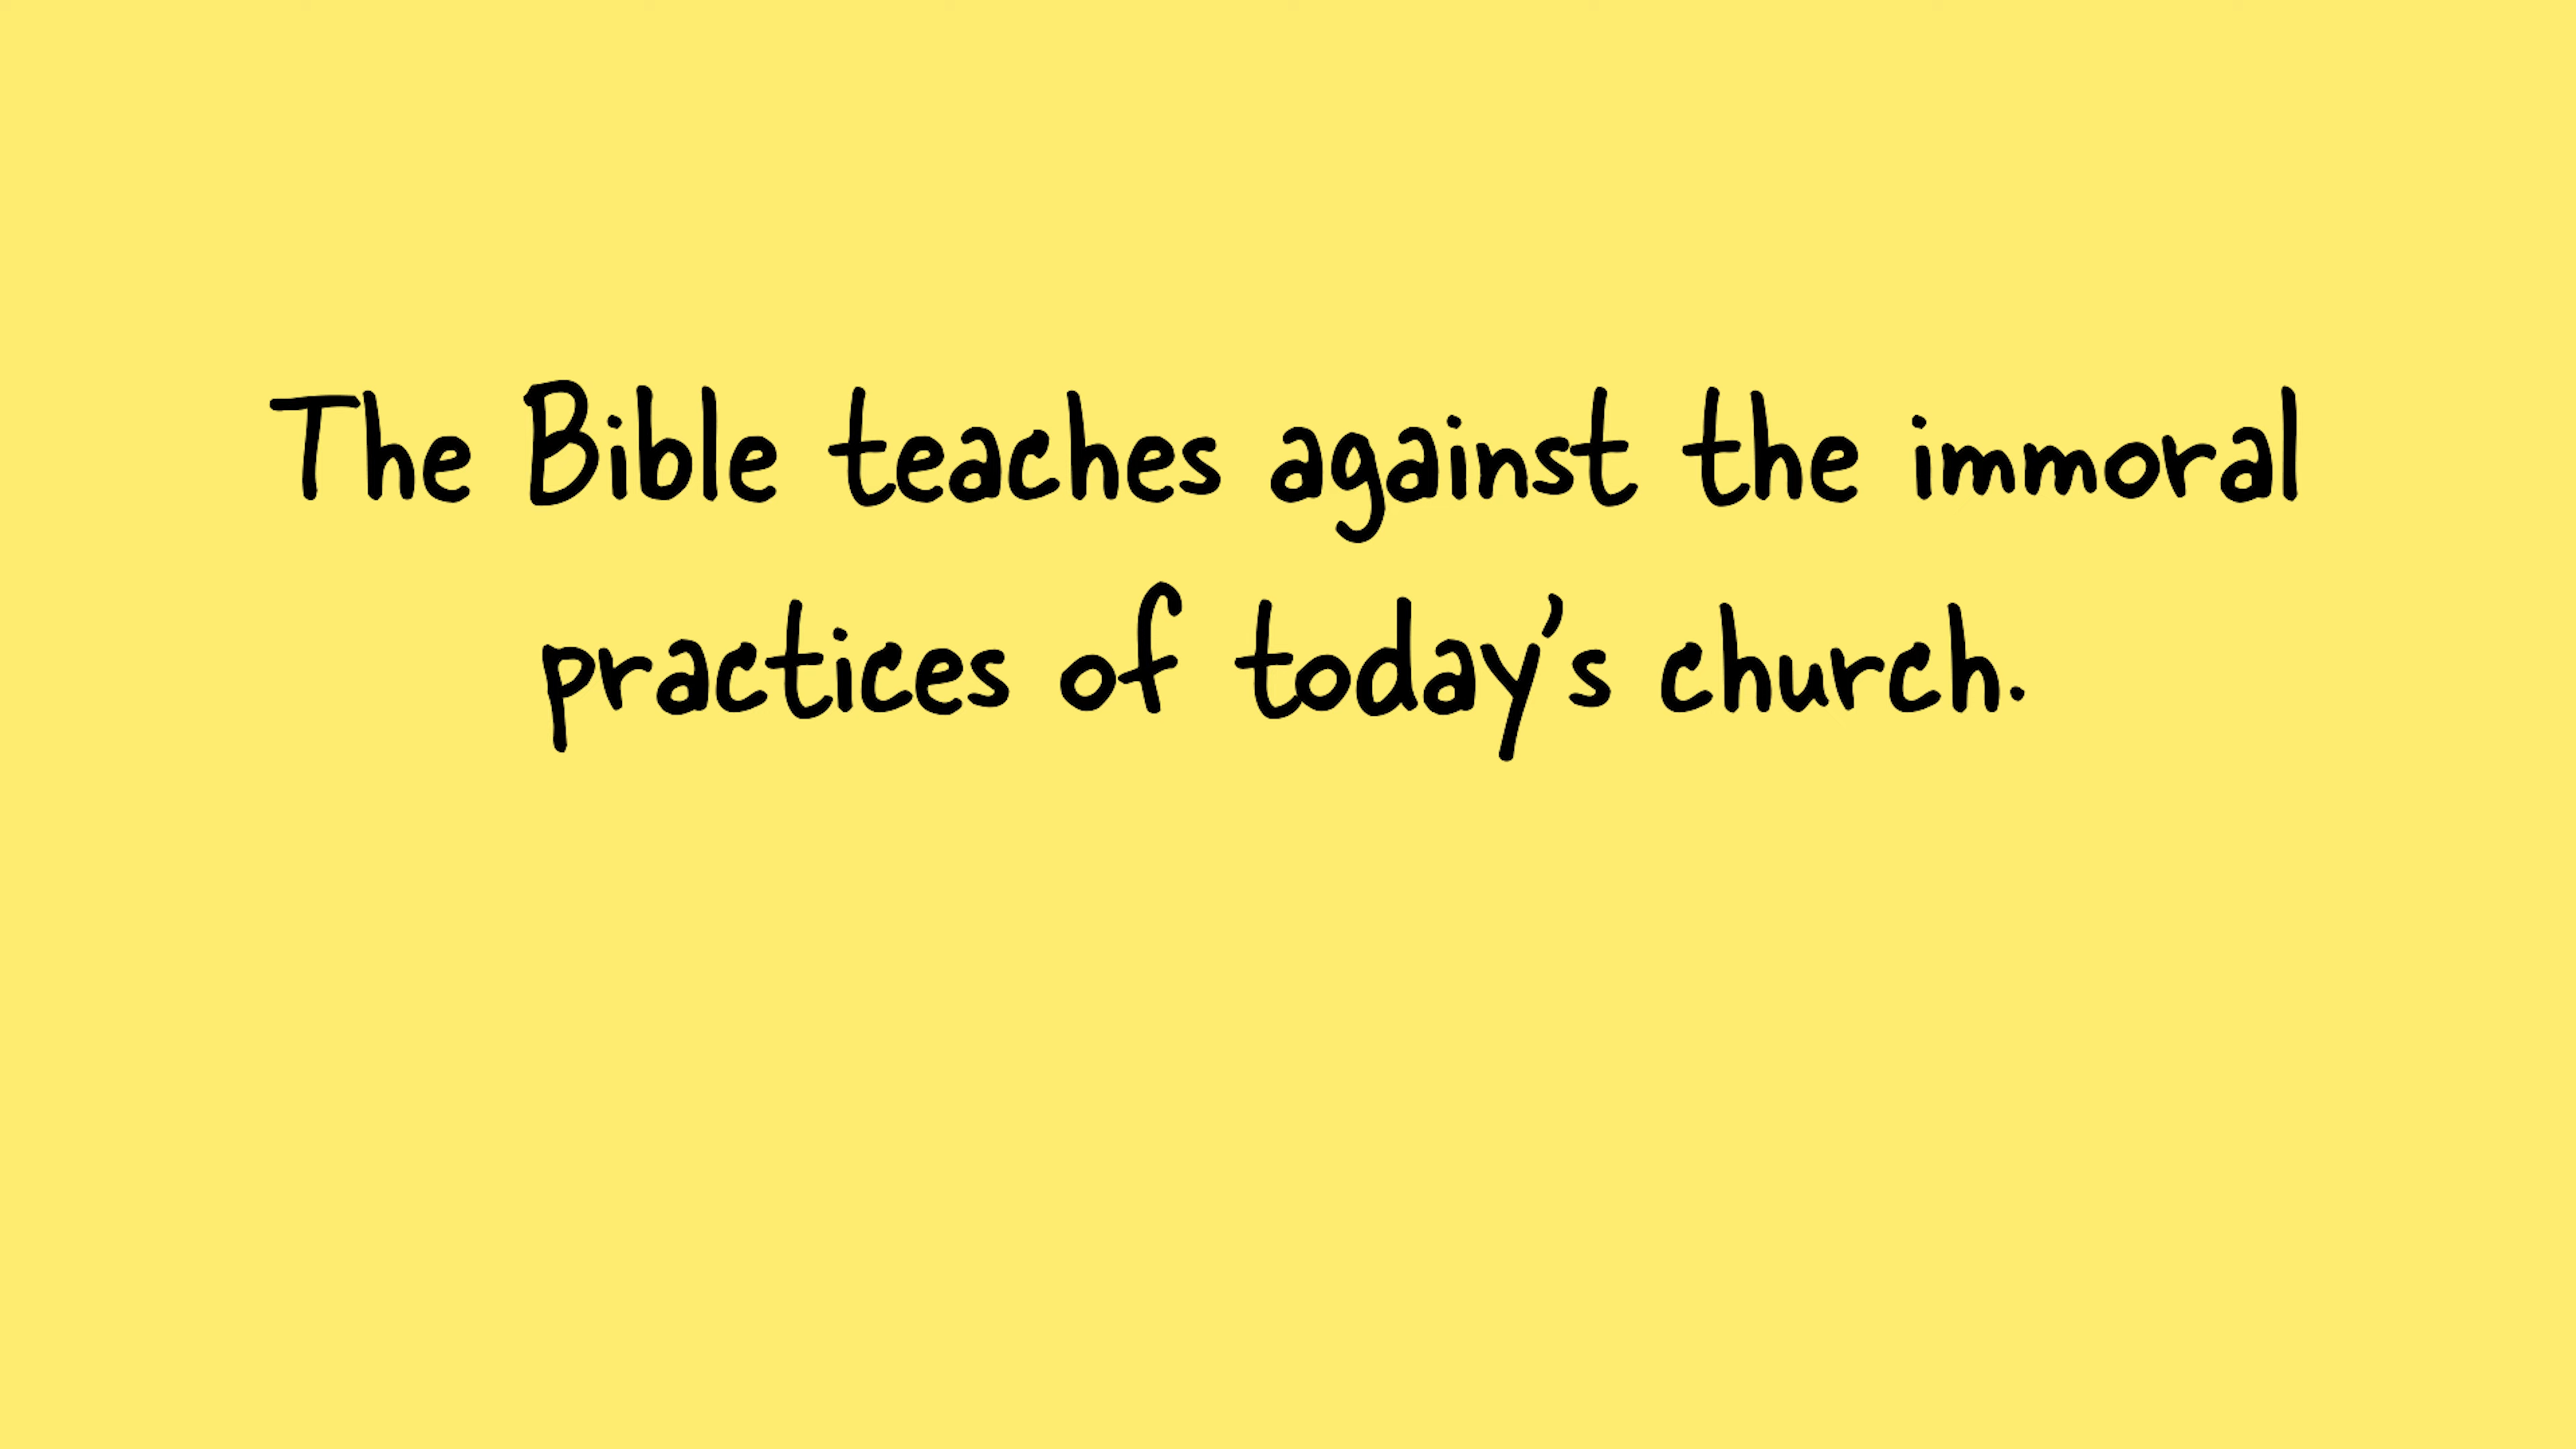 The Bible teaches against the immoral
practices of today's church.